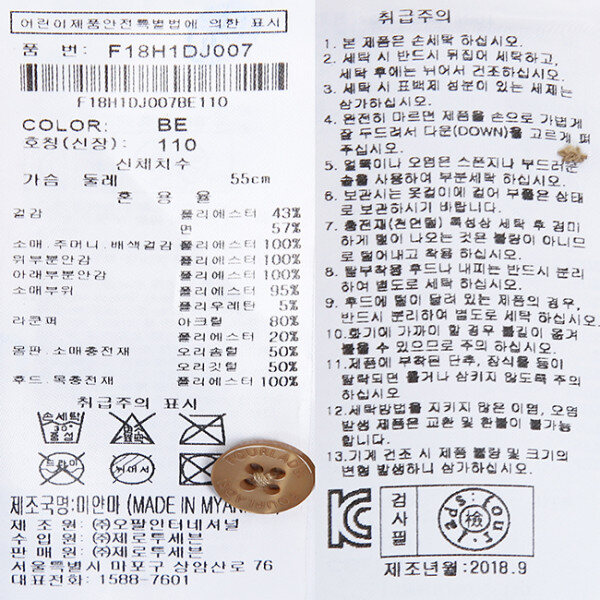 어린이제품안전특별법에 의한 표시
품 번: F18H1DJ007
F18H1DJ007BE110
COLOR: BE
호칭(신장): 110
신체치수
가슴 둘레 55cm
혼 용 율
겉감 폴리에스터 43%
면 57%
소매.주머니.배색겉감 폴리에스터 100%
위부분안감 폴리에스터 100%
아래부분안감 폴리에스터 100%
소매부위 폴리에스터 95%
폴리우레탄 5%
라쿤퍼 아크릴 80%
폴리에스터 20%
몸판.소매충전재 오리솜털 50%
오리깃털 50%
후드.목충전재 폴리에스터 100%
취급주의 표시
손세탁
30℃
중성
드라이
뉘어서
제조국명:미얀마 (MADE IN MYAN
제 조 원: ㈜오팔인터네셔널
수 입 원: ㈜제로투세븐
판 매 원: ㈜제로투세븐
서울특별시 마포구 상암산로 76
대표전화: 1588-7601
취급주의
1. 본 제품은 손세탁 하십시오.
2. 세탁 시 반드시 뒤집어 세탁하고,
세탁 후에는 뉘어서 건조하십시오.
3. 세탁 시 표백제 성분이 있는 세제는
삼가하십시오.
4. 완전히 마르면 제품을 손으로 가볍게
잘 두드려서 다운(DOWN)을 고르게 펴
주십시오.
5. 얼룩이나 오염은 스폰지나 부드러운
솔을 사용하여 부분세탁 하십시오.
6. 보관시는 옷걸이에 걸어 부풀은 상태
로 보관하시기 바랍니다.
7. 충전재(천연털) 특성상 세탁 후 경미
하게 털이 나오는 것은 불량이 아니므
로 털어내고 착용 하십시오.
8. 탈부착용 후드나 내피는 반드시 분리
하여 별도로 세탁 하십시오.
9. 후드에 털이 달려 있는 제품의 경우,
반드시 분리하여 별도로 세탁하십시오.
10.화기에 가까이 할 경우 불길이 옮겨
붙을 수 있으므로 주의 하십시오.
11.제품에 부착된 단추, 장식물 등이
탈락되면 물거나 삼키지 않도록 주의
하십시오
12.세탁방법을 지키지 않은 이염, 오염
발생 제품은 교환 및 환불이 불가능
합니다.
13.기계 건조 시 제품 불량 및 크기의
변형 발생하니 삼가 하십시오.
KC
검사필
檢
제조년월:2018.9